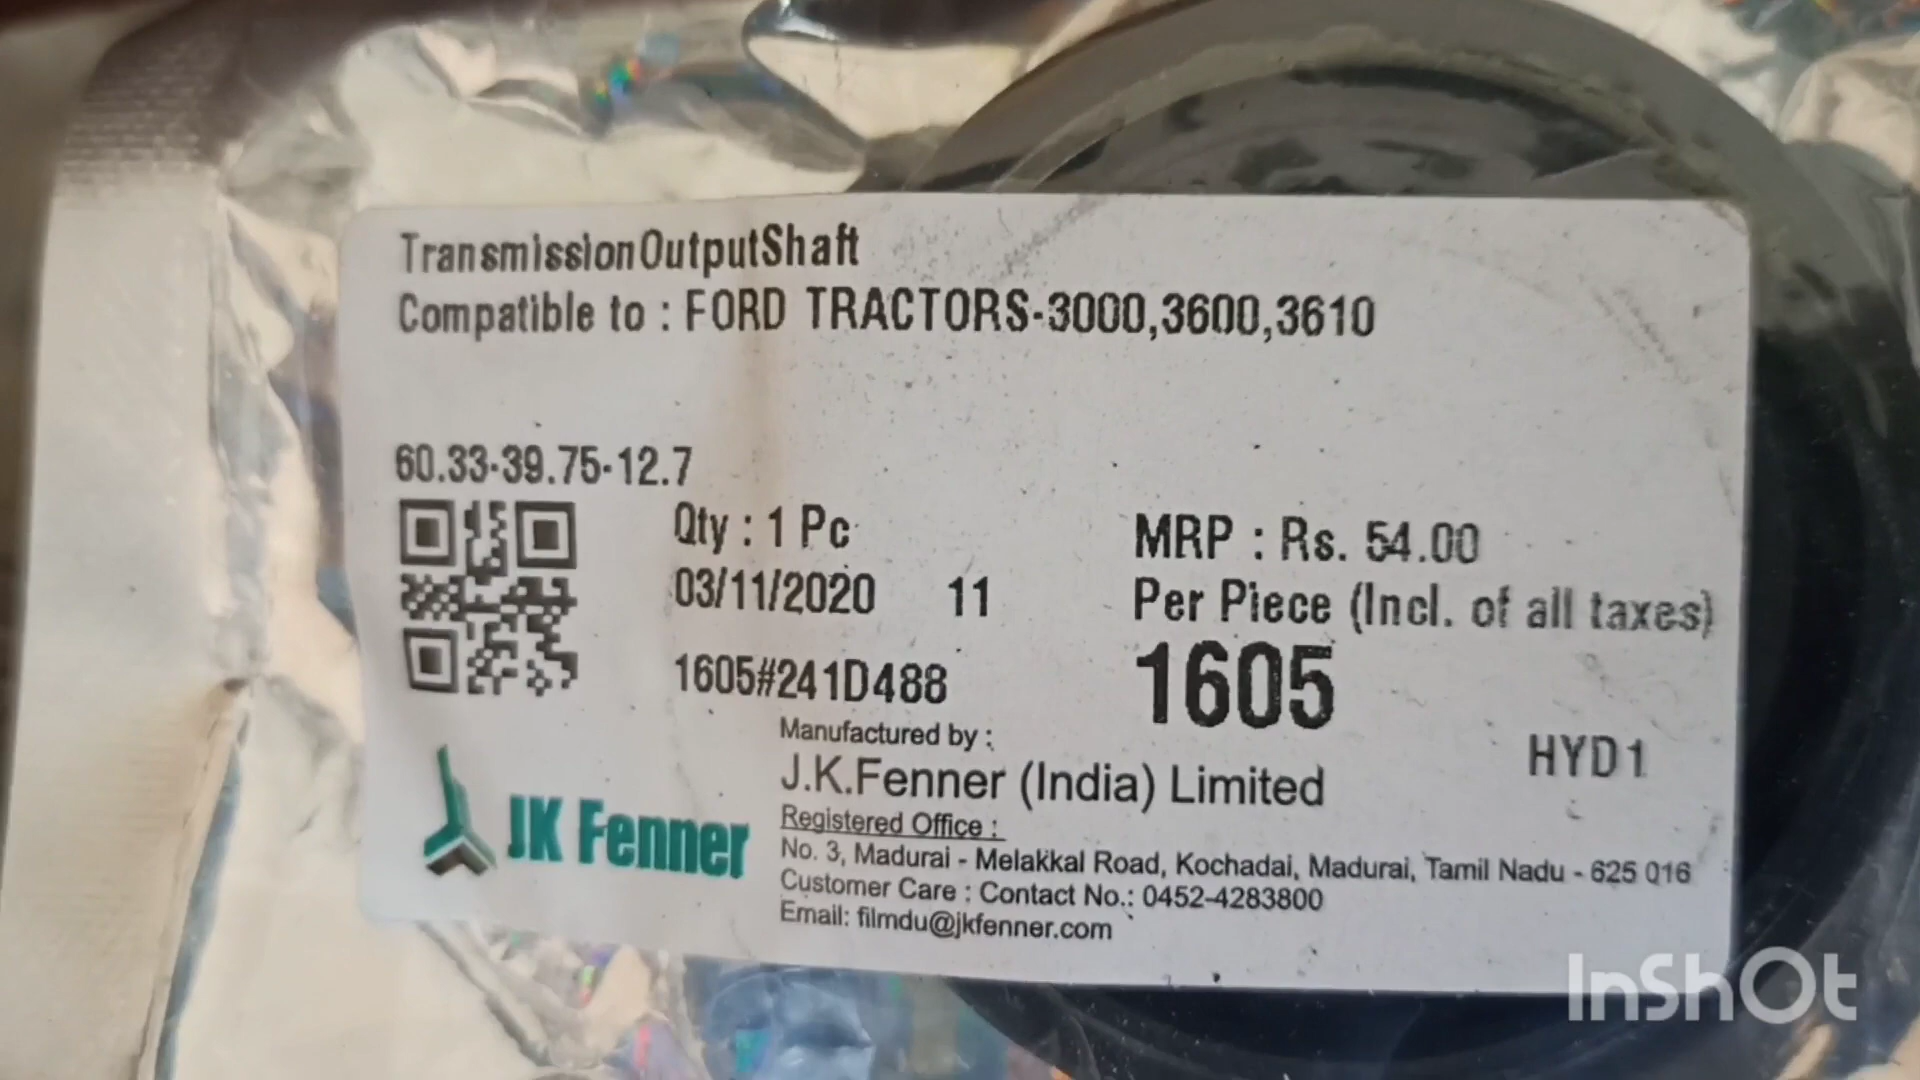 TransmissionOutputShaft
Compatible to : FORD TRACTORS-3000,3600,3610
60.33-39.75-12.7
Qty : 1 Pc
03/11/2020 11
1605#241D488
MRP : Rs. 54.00
Per Piece (Incl. of all taxes)
1605
HYD1
JK Fenner
Manufactured by :
J.K.Fenner (India) Limited
Registered Office :
No. 3, Madurai - Melakkal Road, Kochadai, Madurai, Tamil Nadu - 625 016
Customer Care : Contact No.: 0452-4283800
Email: filmdu@jkfenner.com
InShOt